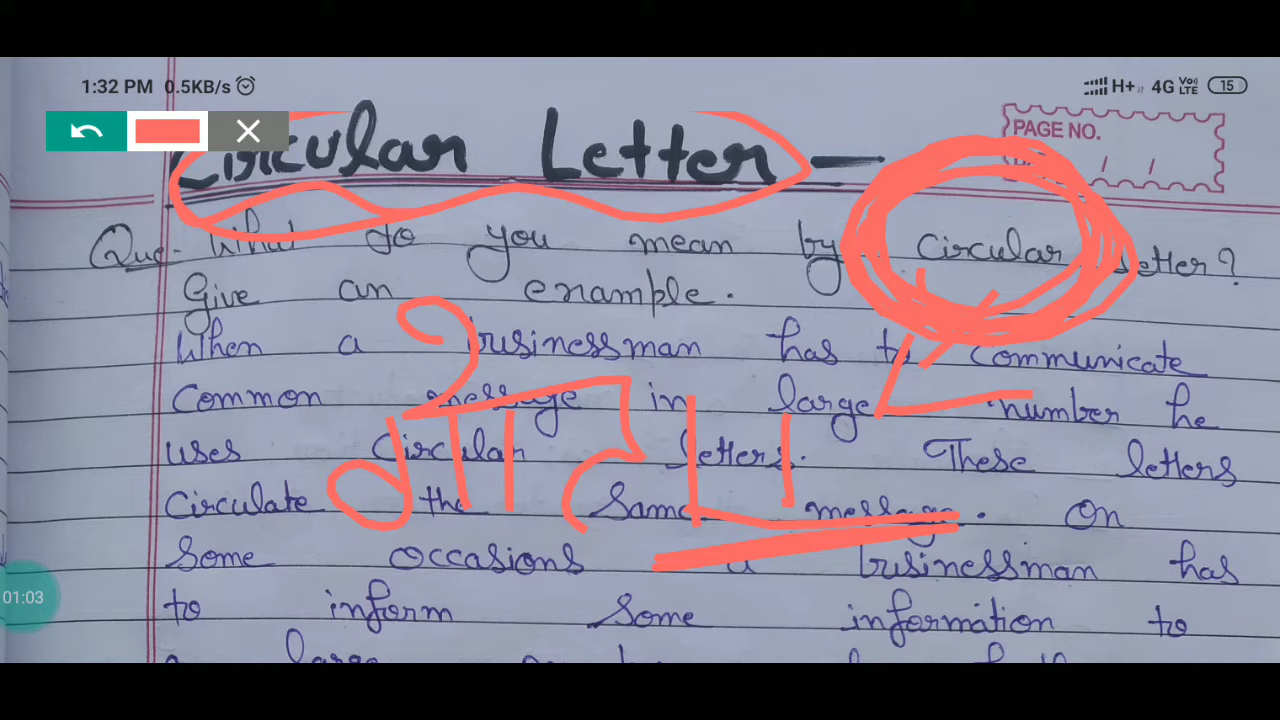 1:32 PM 0.5KB/s H+ 4G VoLTE 15
PAGE NO.
Circular Letter —
Que- What do you mean by Circular letter?
Give an example.
When a businessman has to communicate
Common message in large number he
uses Circular letters. These letters
Circulate the Same message. On
Some occasions a businessman has
to inform Some information to
large
01:03